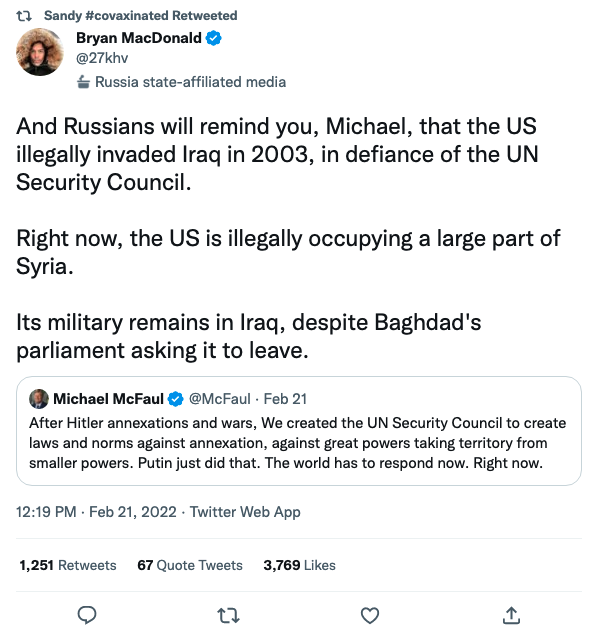 Sandy #covaxinated Retweeted
Bryan MacDonald
@27khv
Russia state-affiliated media
And Russians will remind you, Michael, that the US
illegally invaded Iraq in 2003, in defiance of the UN
Security Council.
Right now, the US is illegally occupying a large part of
Syria.
Its military remains in Iraq, despite Baghdad's
parliament asking it to leave.
Michael McFaul @McFaul · Feb 21
After Hitler annexations and wars, We created the UN Security Council to create
laws and norms against annexation, against great powers taking territory from
smaller powers. Putin just did that. The world has to respond now. Right now.
12:19 PM · Feb 21, 2022 · Twitter Web App
1,251 Retweets 67 Quote Tweets 3,769 Likes